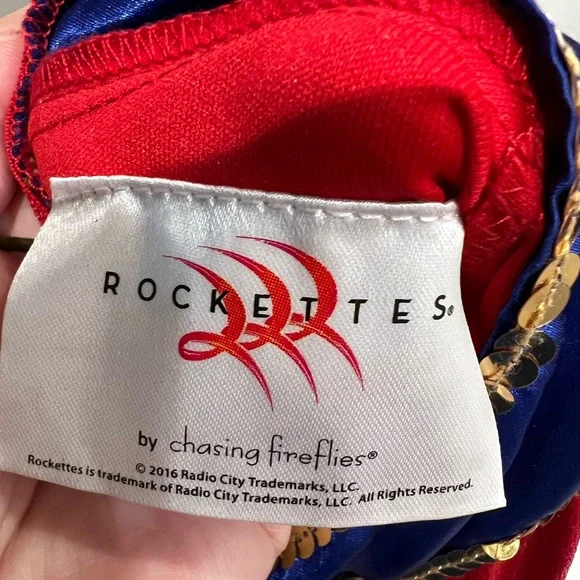 ROCKETTES®
by chasing fireflies®
© 2016 Radio City Trademarks, LLC.
Rockettes is trademark of Radio City Trademarks, LLC. All Rights Reserved.